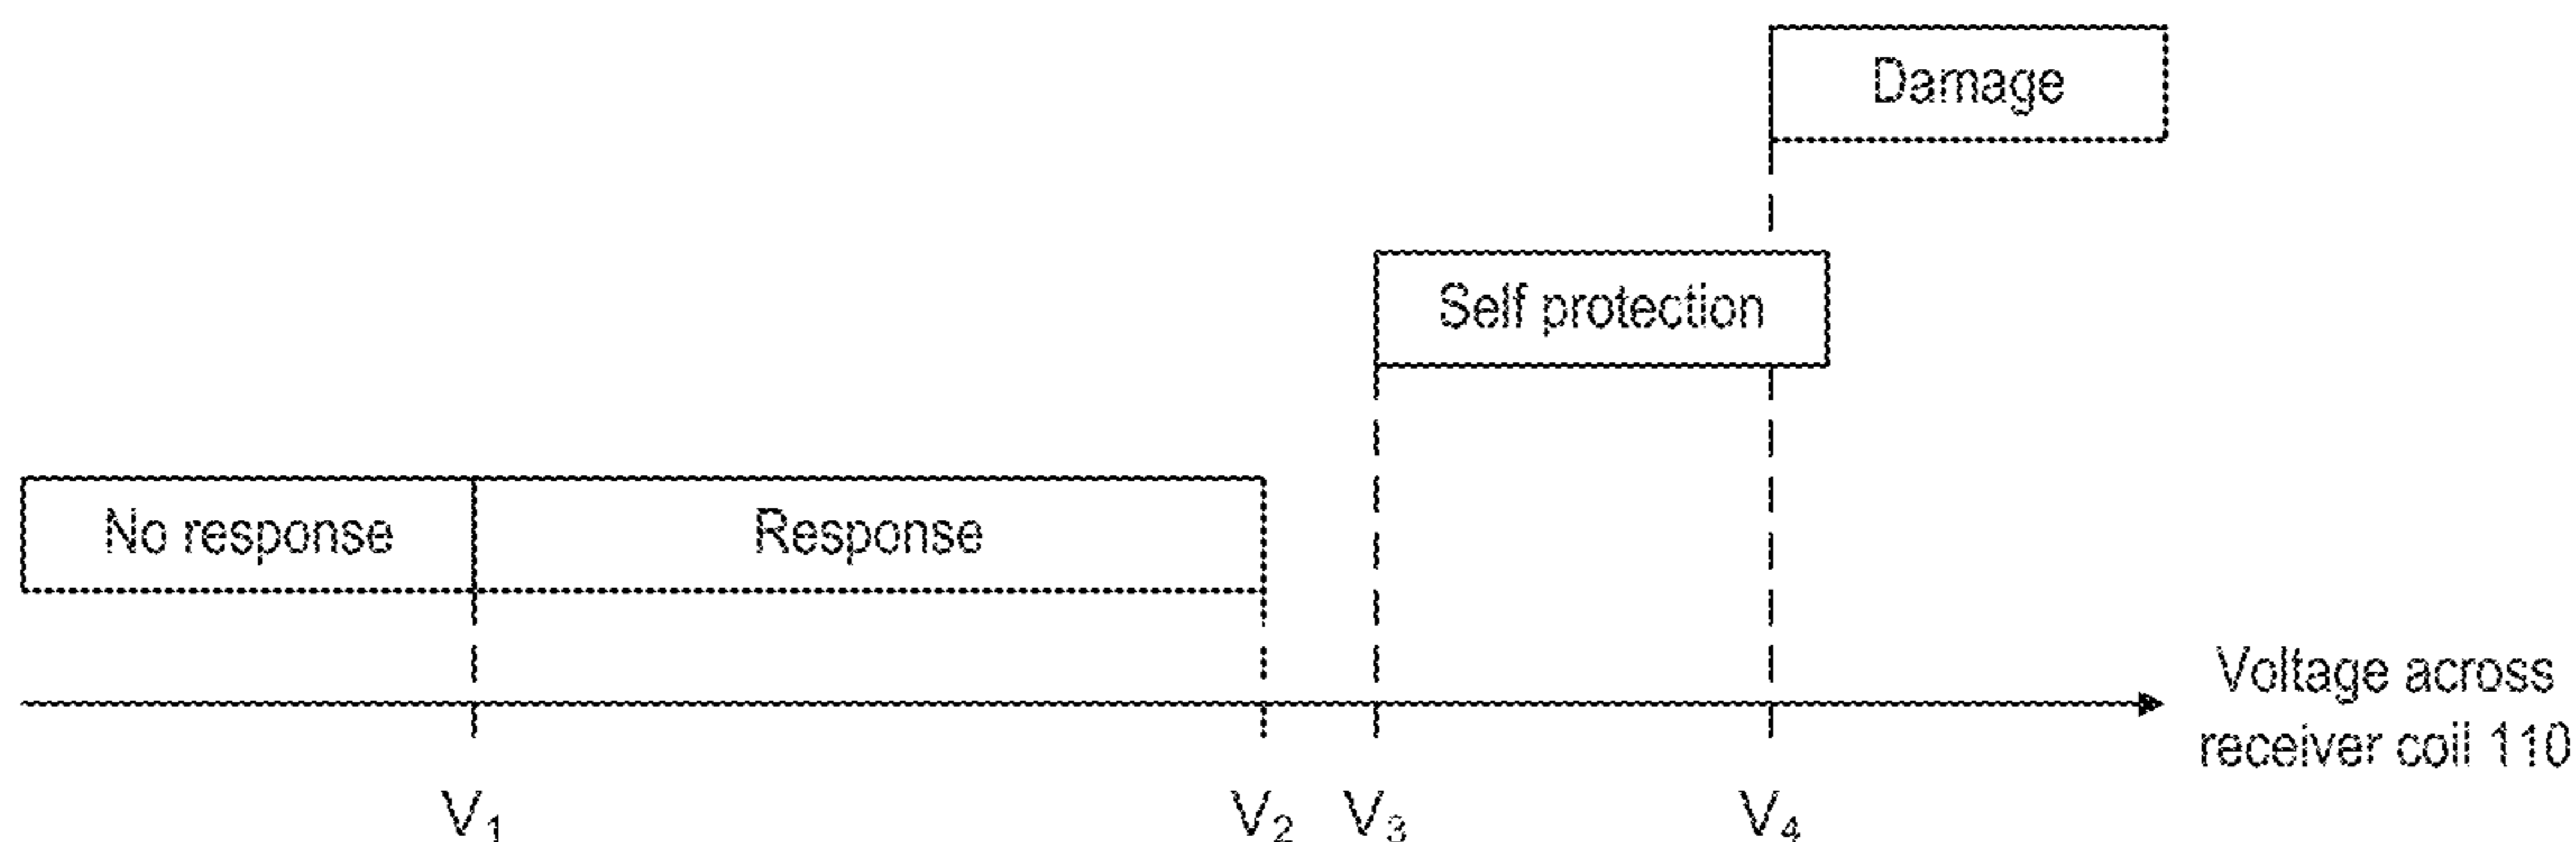 Damage
Self protection
No response
Response
Voltage across
receiver coil 110
V₁
V₂
V₃
V₄